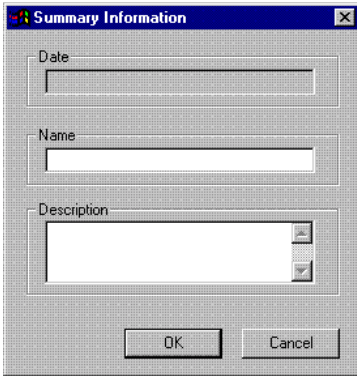 Summary Information
Date
Name
Description
OK Cancel